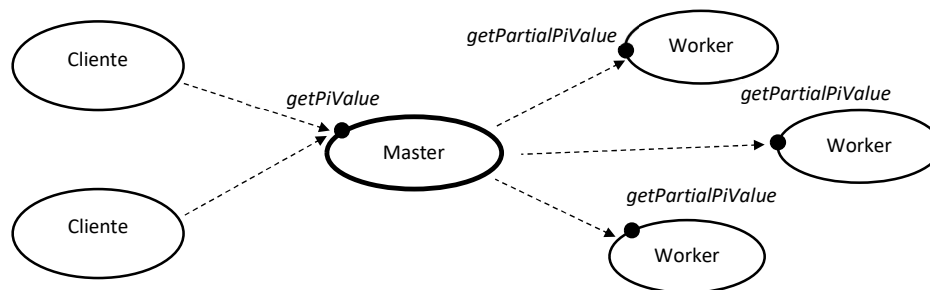 Cliente
getPiValue
Cliente
Master
getPartialPiValue
Worker
getPartialPiValue
Worker
getPartialPiValue
Worker